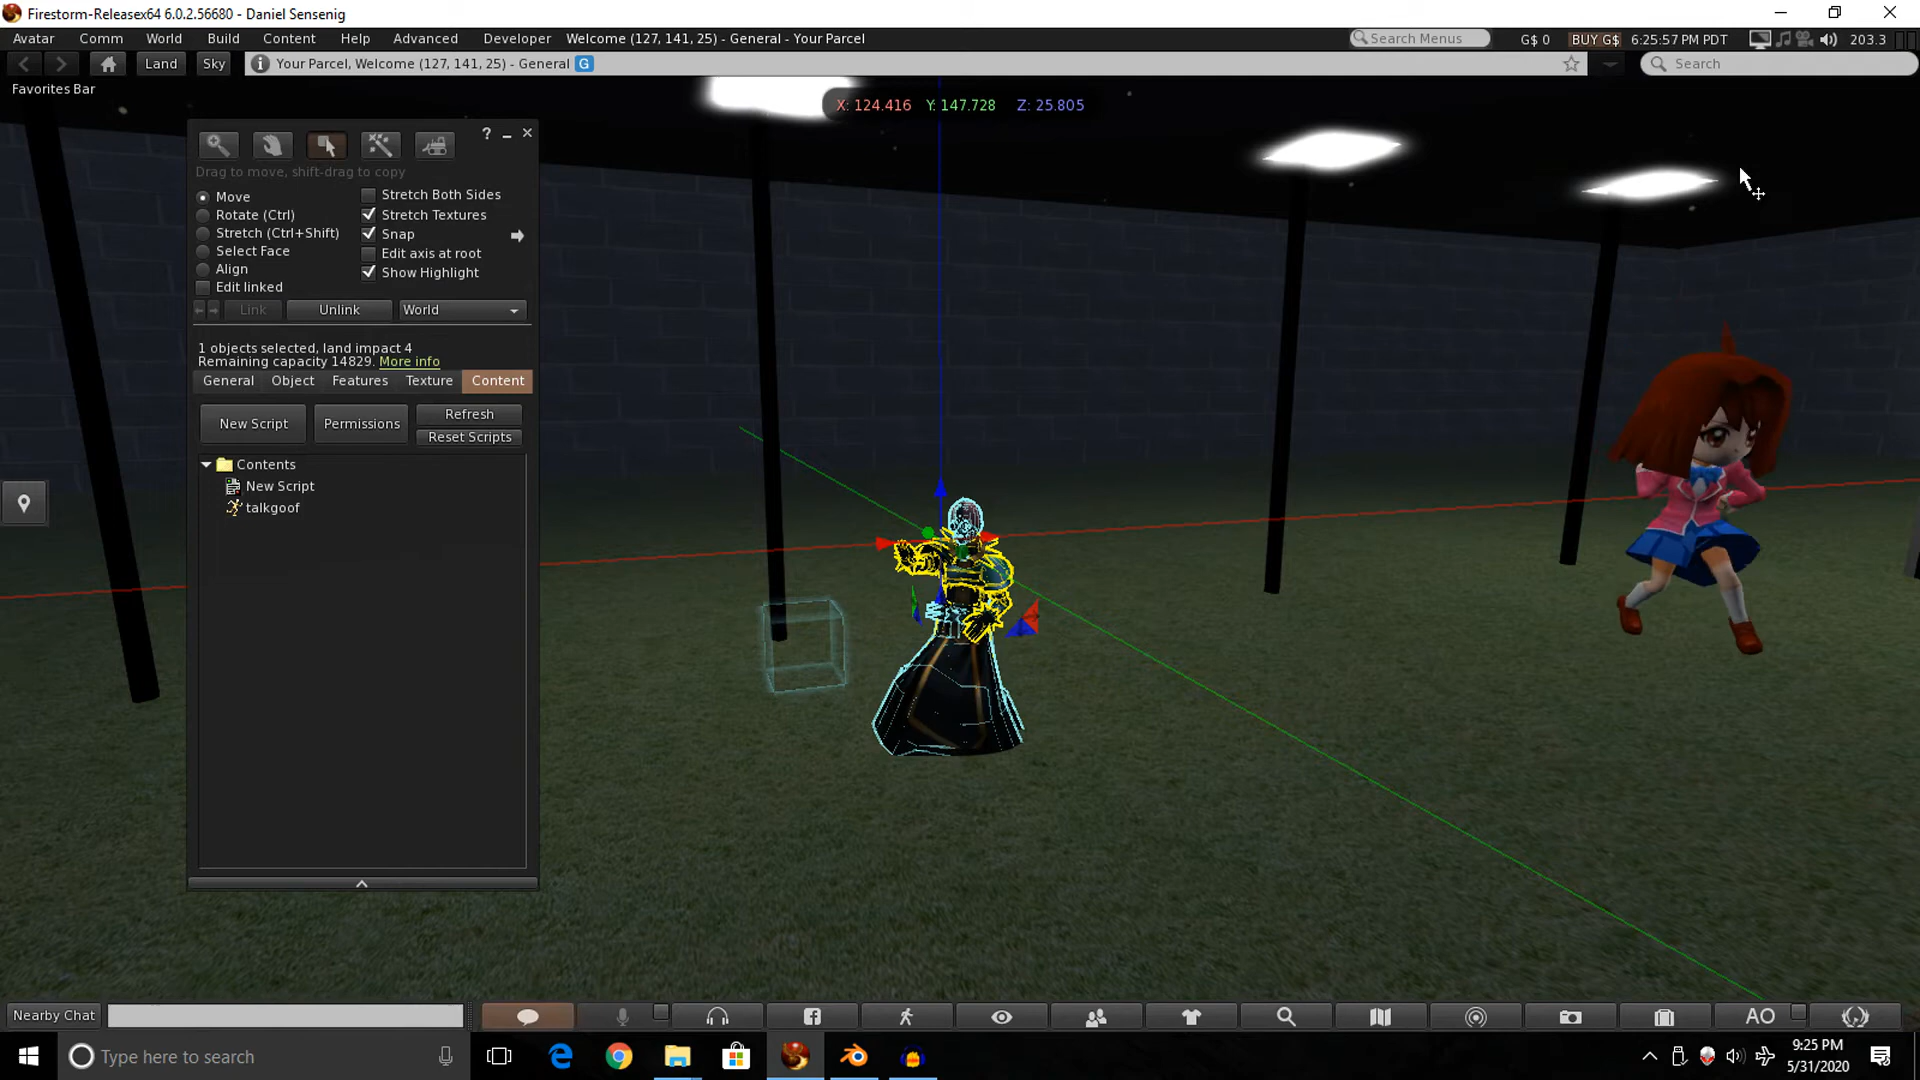 Firestorm-Releasex64 6.0.2.56680 - Daniel Sensenig
Avatar Comm World Build Content Help Advanced Developer Welcome (127, 141, 25) - General - Your Parcel Search Menus G$ 0 BUY G$ 6:25:57 PM PDT 203.3
Land Sky Your Parcel, Welcome (127, 141, 25) - General G Search
Favorites Bar
X: 124.416 Y: 147.728 Z: 25.805
?
Drag to move, shift-drag to copy
Move Stretch Both Sides
Rotate (Ctrl) Stretch Textures
Stretch (Ctrl+Shift) Snap
Select Face Edit axis at root
Align Show Highlight
Edit linked
Link Unlink World
1 objects selected, land impact 4
Remaining capacity 14829. More info
General Object Features Texture Content
New Script Permissions Refresh
Reset Scripts
Contents
New Script
talkgoof
Nearby Chat AO
Type here to search
9:25 PM
5/31/2020